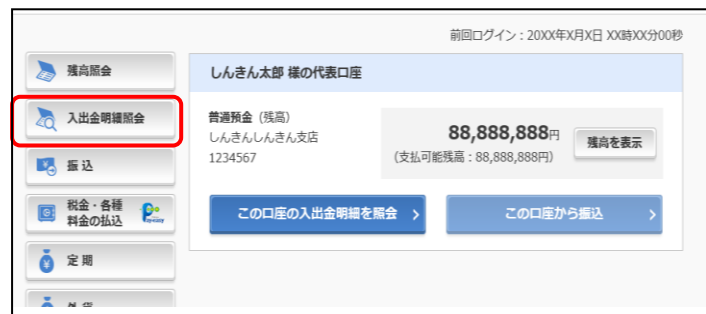 前回ログイン：20XX年X月X日 XX時XX分00秒
残高照会
入出金明細照会
振込
税金・各種
料金の払込
Pay-easy
定期
しんきん太郎 様の代表口座
普通預金（残高）
しんきんしんきん支店
1234567
88,888,888円
（支払可能残高：88,888,888円）
残高を表示
この口座の入出金明細を照会
この口座から振込